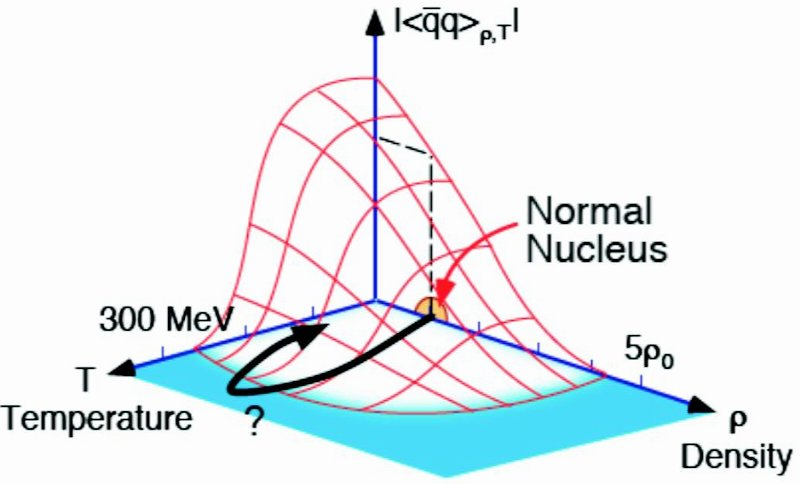 |<q̄q>ρ,T|
Normal
Nucleus
300 MeV
5ρ₀
T
Temperature
?
ρ
Density